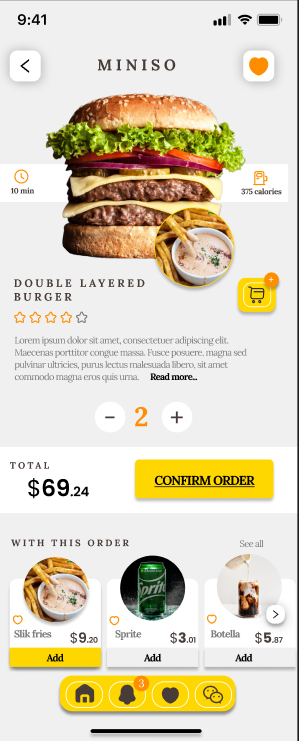 9:41
MINISO
10 min
375 calories
DOUBLE LAYERED
BURGER
+
Lorem ipsum dolor sit amet, consectetuer adipiscing elit.
Maecenas porttitor congue massa. Fusce posuere, magna sed
pulvinar ultricies, purus lectus malesuada libero, sit amet
commodo magna eros quis urna. Read more...
− 2 +
TOTAL
$69.24
CONFIRM ORDER
WITH THIS ORDER
See all
Sprite
Slik fries
$9.20
Sprite
$3.01
Botella
$5.87
Add
Add
Add
3